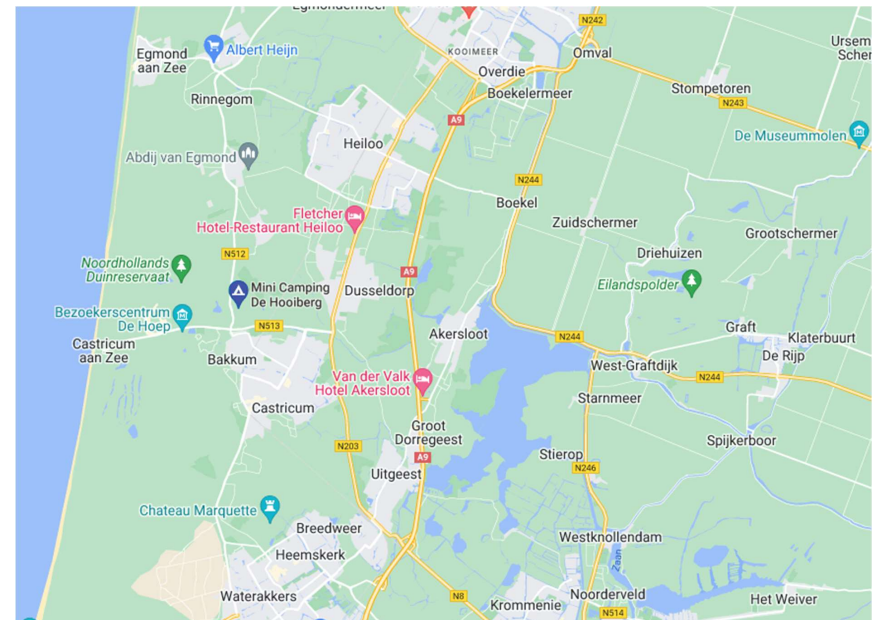 Egmondermeer
N242
Egmond
aan Zee
Albert Heijn
KOOIMEER
Omval
Ursem
Scher
Overdie
Boekelermeer
Stompetoren
N243
Rinnegom
A9
De Museummolen
Heiloo
Abdij van Egmond
N244
Boekel
Fletcher
Hotel-Restaurant Heiloo
Zuidschermer
Grootschermer
N512
Driehuizen
Noordhollands
Duinreservaat
A9
Eilandspolder
Mini Camping
De Hooiberg
Dusseldorp
Bezoekerscentrum
De Hoep
N513
Akersloot
N244
Graft
Klaterbuurt
Castricum
aan Zee
Bakkum
West-Graftdijk
De Rijp
Van der Valk
Hotel Akersloot
N244
Starnmeer
Castricum
Groot
Dorregeest
Spijkerboor
N203
A9
Stierop
N246
Uitgeest
Chateau Marquette
Breedweer
Westknollendam
Heemskerk
Zaan
Waterakkers
N8
Krommenie
Noorderveld
Het Weiver
N514